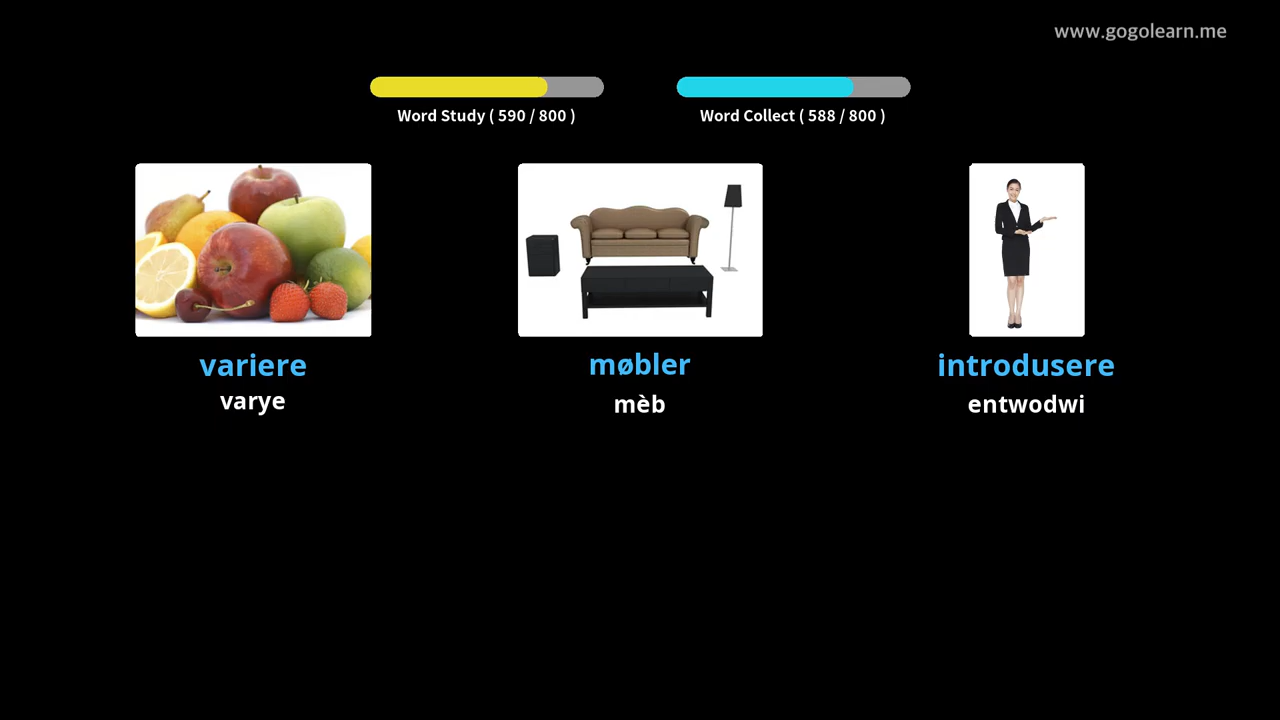 www.gogolearn.me
Word Study ( 590 / 800 )
Word Collect ( 588 / 800 )
variere
varye
møbler
mèb
introdusere
entwodwi